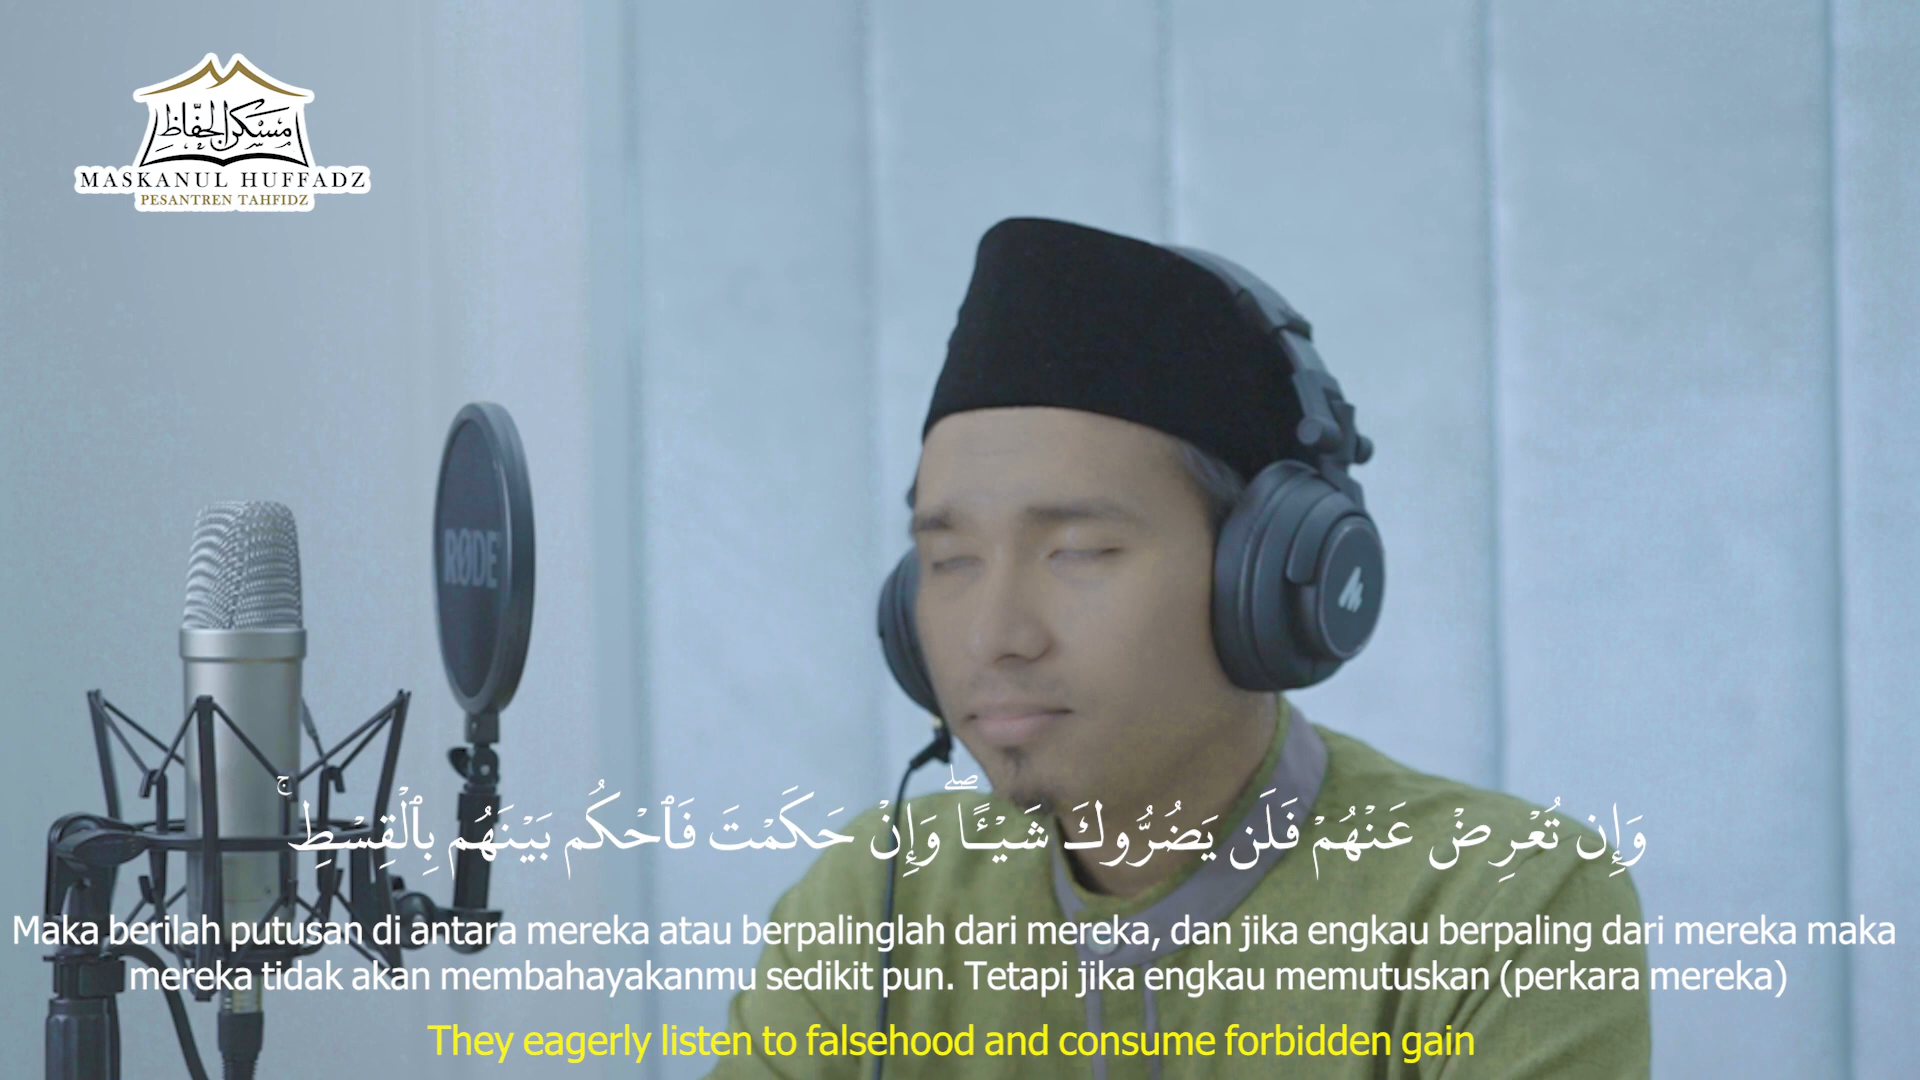 مسكن الحفاظ
MASKANUL HUFFADZ
PESANTREN TAHFIDZ
RØDE
وَإِن تُعْرِضْ عَنْهُمْ فَلَن يَضُرُّوكَ شَيْـًٔا ۖ وَإِنْ حَكَمْتَ فَٱحْكُم بَيْنَهُم بِٱلْقِسْطِ ۚ
Maka berilah putusan di antara mereka atau berpalinglah dari mereka, dan jika engkau berpaling dari mereka maka
mereka tidak akan membahayakanmu sedikit pun. Tetapi jika engkau memutuskan (perkara mereka)
They eagerly listen to falsehood and consume forbidden gain